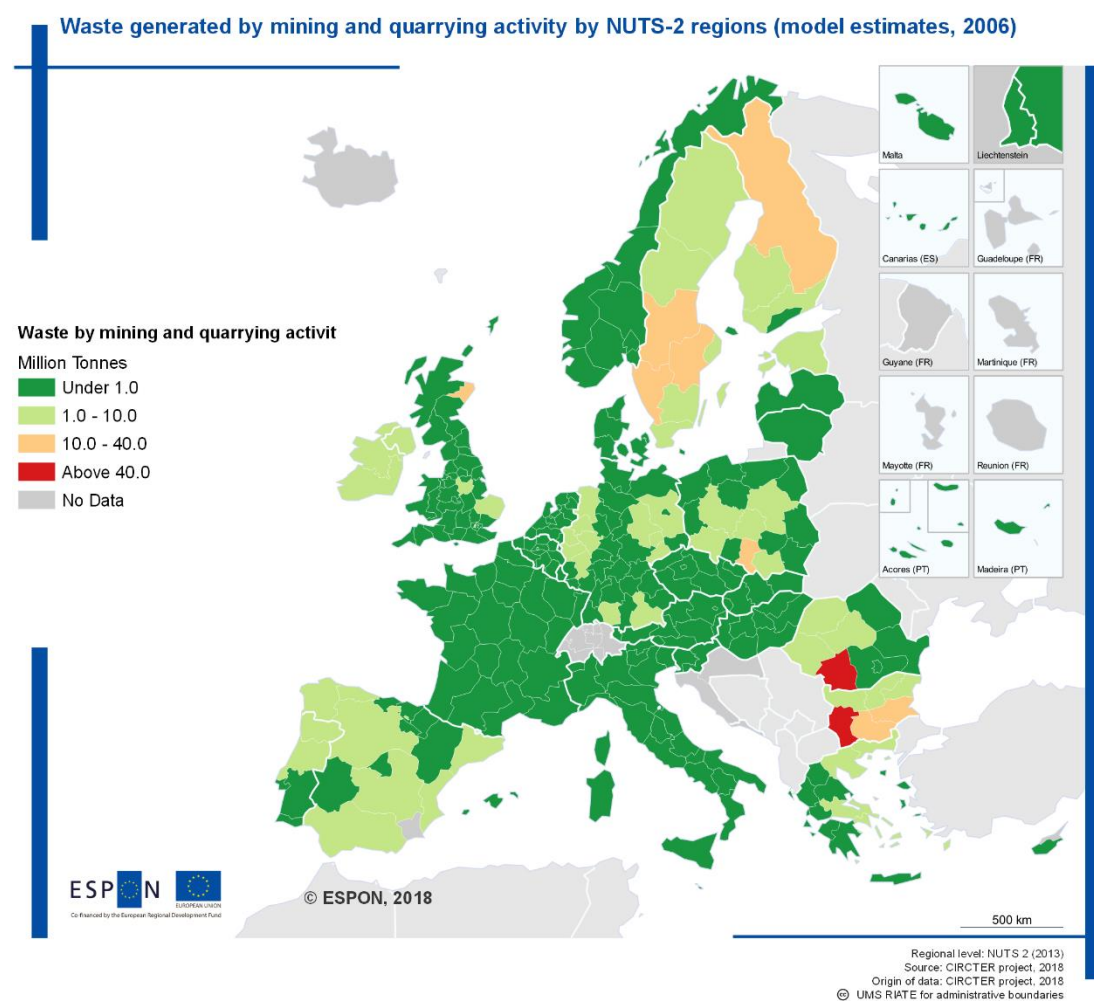 Waste generated by mining and quarrying activity by NUTS-2 regions (model estimates, 2006)
Malta
Liechtenstein
Canarias (ES)
Guadeloupe (FR)
Guyane (FR)
Martinique (FR)
Mayotte (FR)
Reunion (FR)
Acores (PT)
Madeira (PT)
Waste by mining and quarrying activit
Million Tonnes
Under 1.0
1.0 - 10.0
10.0 - 40.0
Above 40.0
No Data
ESPON
EUROPEAN UNION
Co-financed by the European Regional Development Fund
© ESPON, 2018
500 km
Regional level: NUTS 2 (2013)
Source: CIRCTER project, 2018
Origin of data: CIRCTER project, 2018
cc UMS RIATE for administrative boundaries